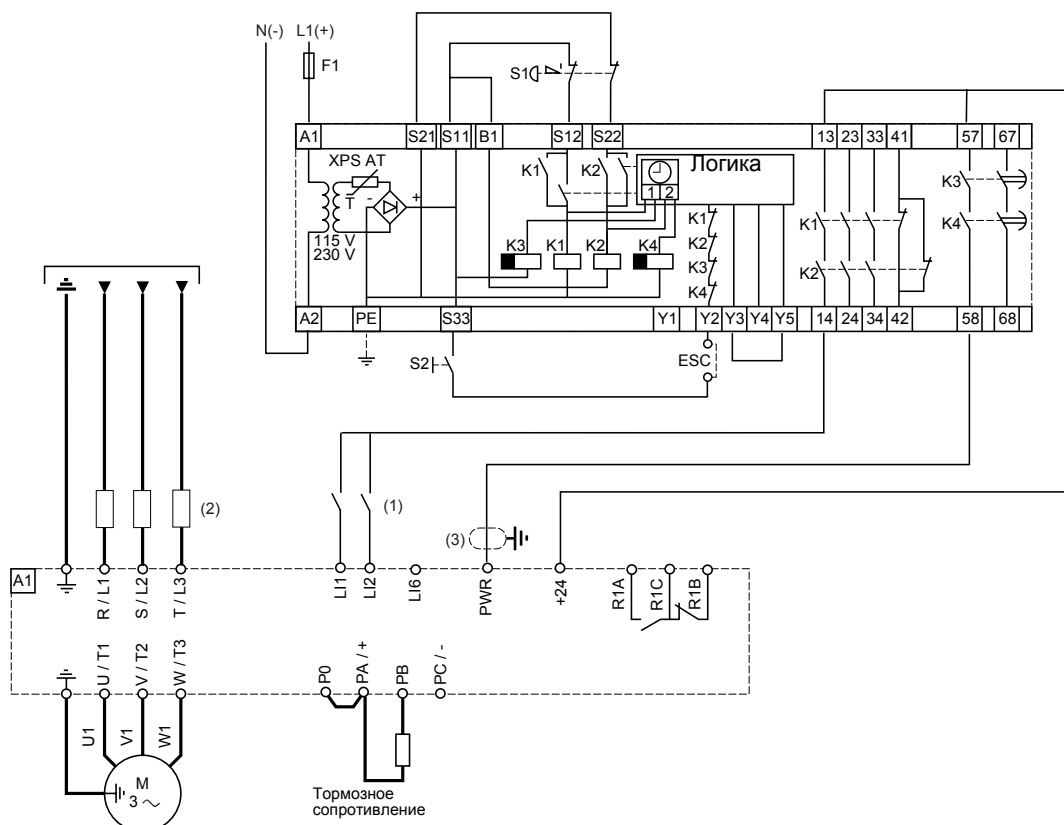 N(-) L1(+)
F1
S1
A1 S21 S11 B1 S12 S22 13 23 33 41 57 67
XPS AT
Логика
K1 K2
1 2
T - +
115 V
230 V
K3 K1 K2 K4
K1
K2
K3
K4
K1
K2
K3
K4
A2 PE S33 Y1 Y2 Y3 Y4 Y5 14 24 34 42 58 68
S2
ESC
(1)
(2)
(3)
A1
R / L1
S / L2
T / L3
LI1
LI2
LI6
PWR
+24
R1A
R1C
R1B
U / T1
V / T2
W / T3
P0
PA / +
PB
PC / -
U1
V1
W1
M
3
Тормозное
сопротивление